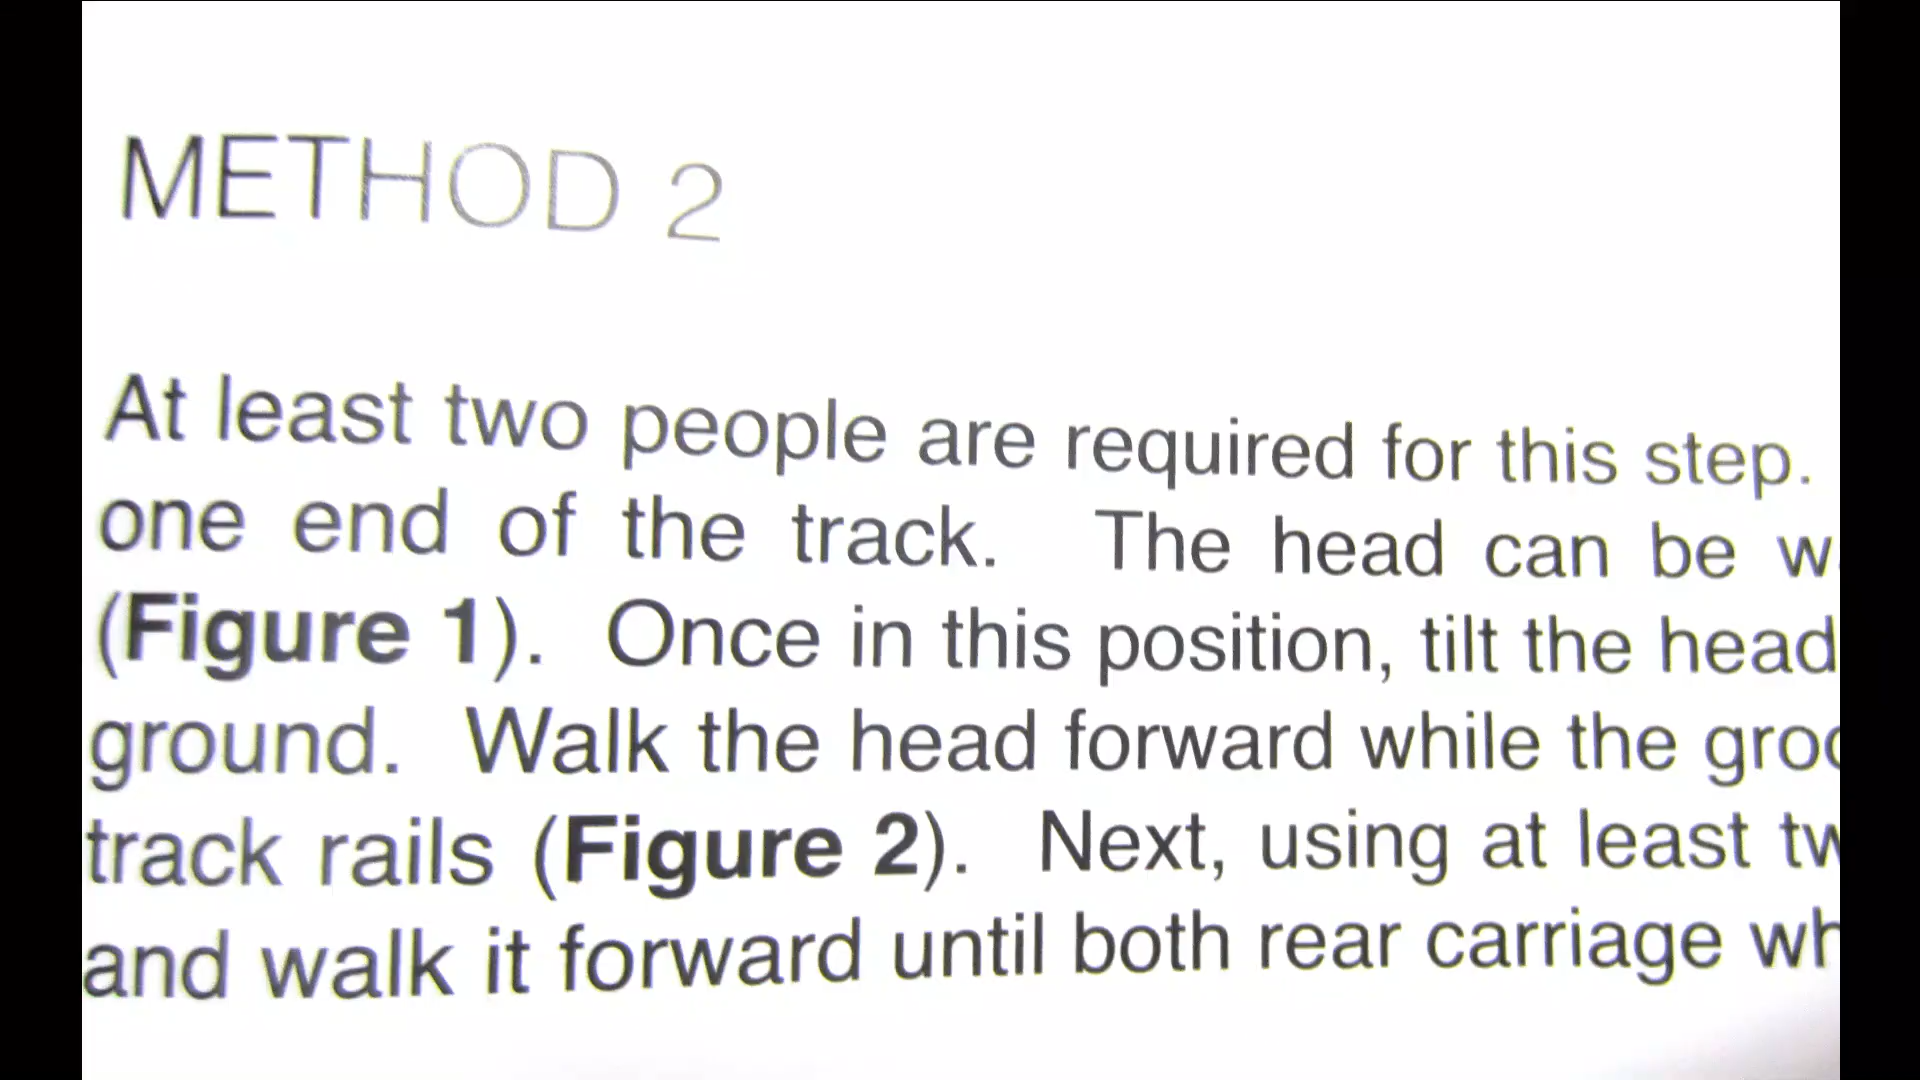 METHOD 2
At least two people are required for this step.
one end of the track. The head can be
(Figure 1). Once in this position, tilt the head
ground. Walk the head forward while the
track rails (Figure 2). Next, using at least
and walk it forward until both rear carriage